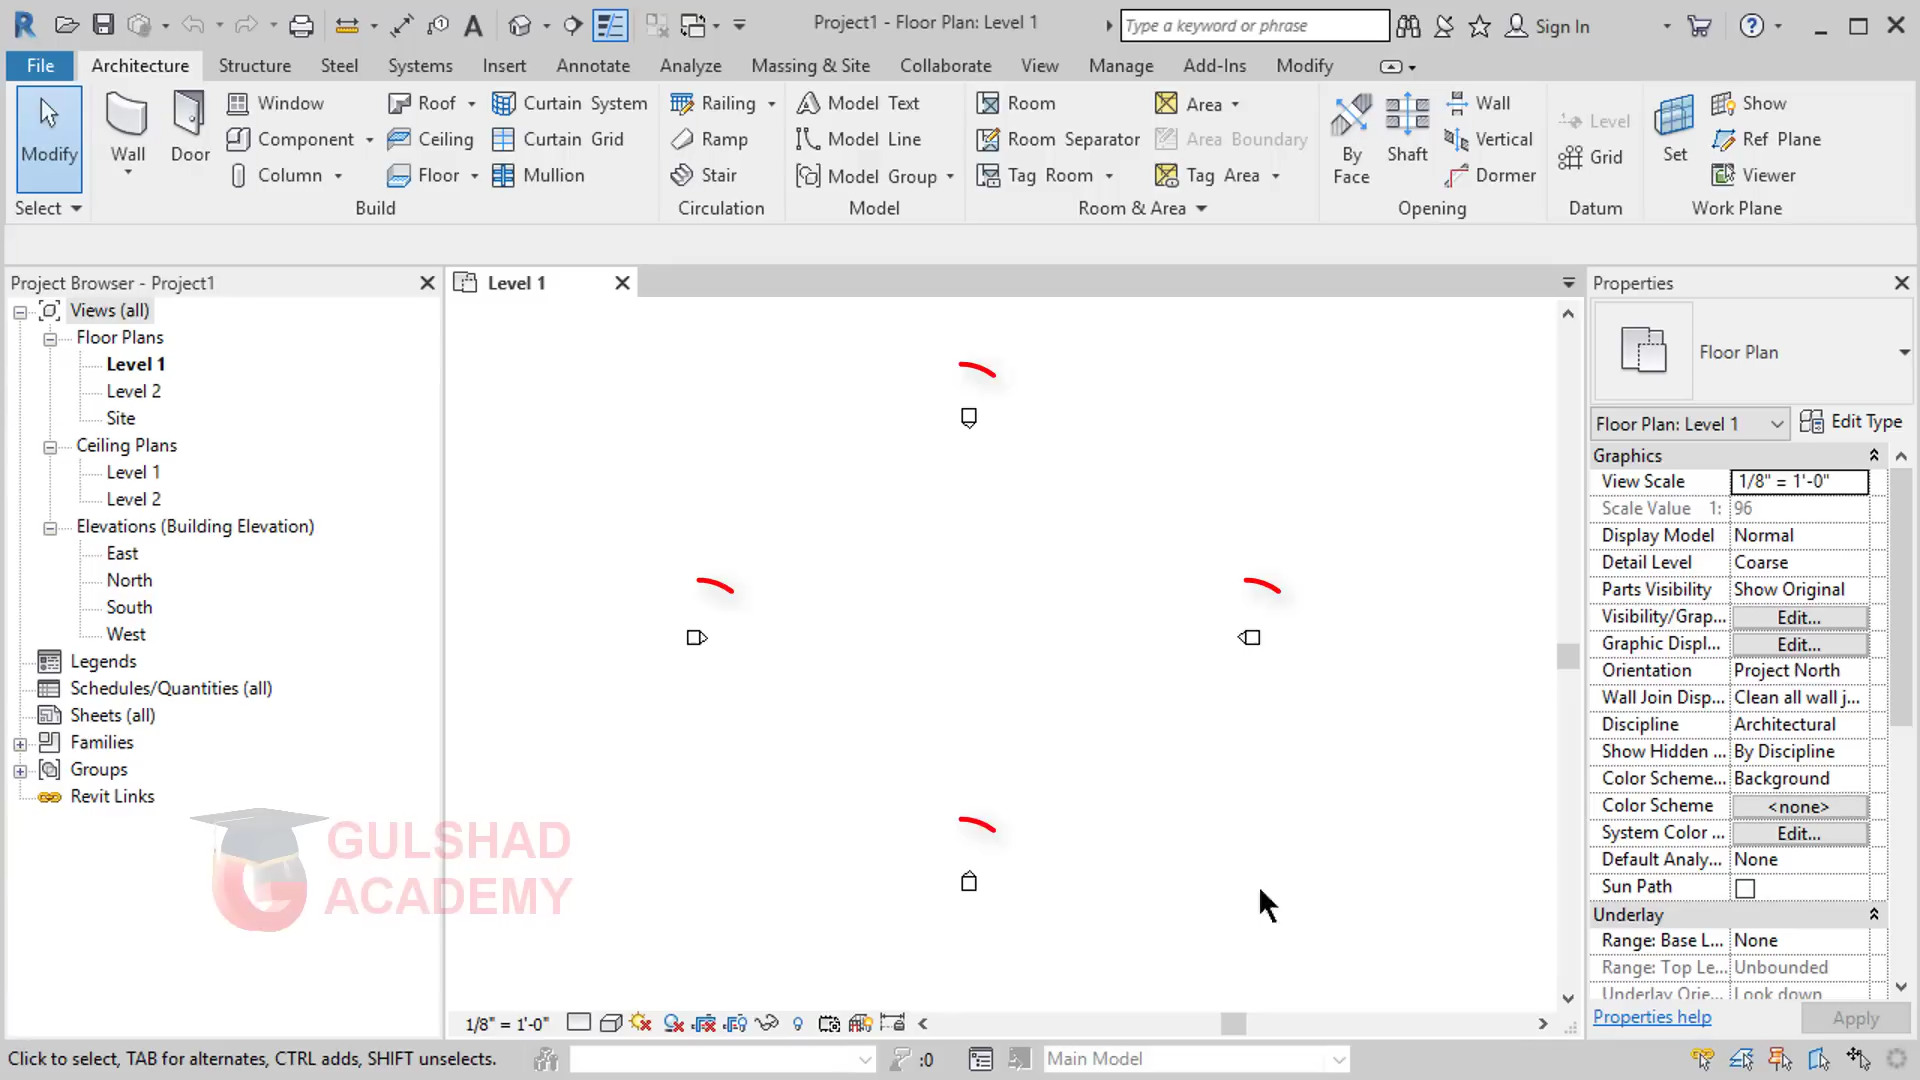 Project1 - Floor Plan: Level 1
Type a keyword or phrase
Sign In
File Architecture Structure Steel Systems Insert Annotate Analyze Massing & Site Collaborate View Manage Add-Ins Modify
Modify
Select
Wall
Door
Window
Component
Column
Roof
Ceiling
Floor
Curtain System
Curtain Grid
Mullion
Build
Railing
Ramp
Stair
Circulation
Model Text
Model Line
Model Group
Model
Room
Room Separator
Tag Room
Area
Area Boundary
Tag Area
Room & Area
By
Face
Shaft
Wall
Vertical
Dormer
Opening
Level
Grid
Datum
Set
Show
Ref Plane
Viewer
Work Plane
Project Browser - Project1
Views (all)
Floor Plans
Level 1
Level 2
Site
Ceiling Plans
Level 1
Level 2
Elevations (Building Elevation)
East
North
South
West
Legends
Schedules/Quantities (all)
Sheets (all)
Families
Groups
Revit Links
GULSHAD
ACADEMY
Level 1
Properties
Floor Plan
Floor Plan: Level 1
Edit Type
Graphics
View Scale 1/8" = 1'-0"
Scale Value 1: 96
Display Model Normal
Detail Level Coarse
Parts Visibility Show Original
Visibility/Grap... Edit...
Graphic Displ... Edit...
Orientation Project North
Wall Join Disp... Clean all wall j...
Discipline Architectural
Show Hidden ... By Discipline
Color Scheme... Background
Color Scheme <none>
System Color ... Edit...
Default Analy... None
Sun Path
Underlay
Range: Base L... None
Range: Top Le... Unbounded
Underlay Orie... Look down
Properties help
Apply
1/8" = 1'-0"
Click to select, TAB for alternates, CTRL adds, SHIFT unselects.
:0
Main Model